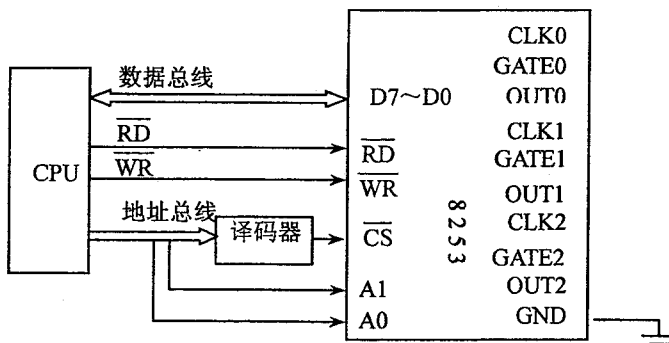 CPU
数据总线
RD
WR
地址总线
译码器
D7～D0
RD
WR
CS
A1
A0
8253
CLK0
GATE0
OUT0
CLK1
GATE1
OUT1
CLK2
GATE2
OUT2
GND